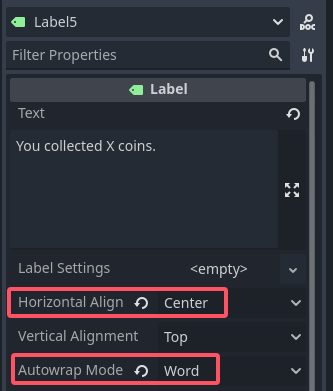 Label5
DOC
Filter Properties
Label
Text
You collected X coins.
Label Settings <empty>
Horizontal Align Center
Vertical Alignment Top
Autowrap Mode Word